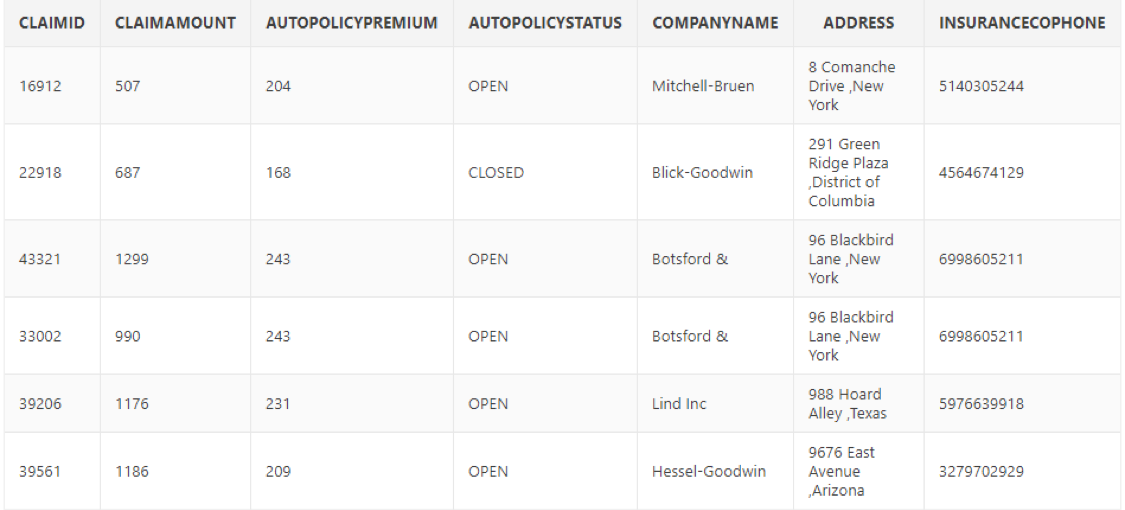 CLAIMID CLAIMAMOUNT AUTOPOLICYPREMIUM AUTOPOLICYSTATUS COMPANYNAME ADDRESS INSURANCECOPHONE
16912 507 204 OPEN Mitchell-Bruen 8 Comanche Drive ,New York 5140305244
22918 687 168 CLOSED Blick-Goodwin 291 Green Ridge Plaza ,District of Columbia 4564674129
43321 1299 243 OPEN Botsford & 96 Blackbird Lane ,New York 6998605211
33002 990 243 OPEN Botsford & 96 Blackbird Lane ,New York 6998605211
39206 1176 231 OPEN Lind Inc 988 Hoard Alley ,Texas 5976639918
39561 1186 209 OPEN Hessel-Goodwin 9676 East Avenue ,Arizona 3279702929